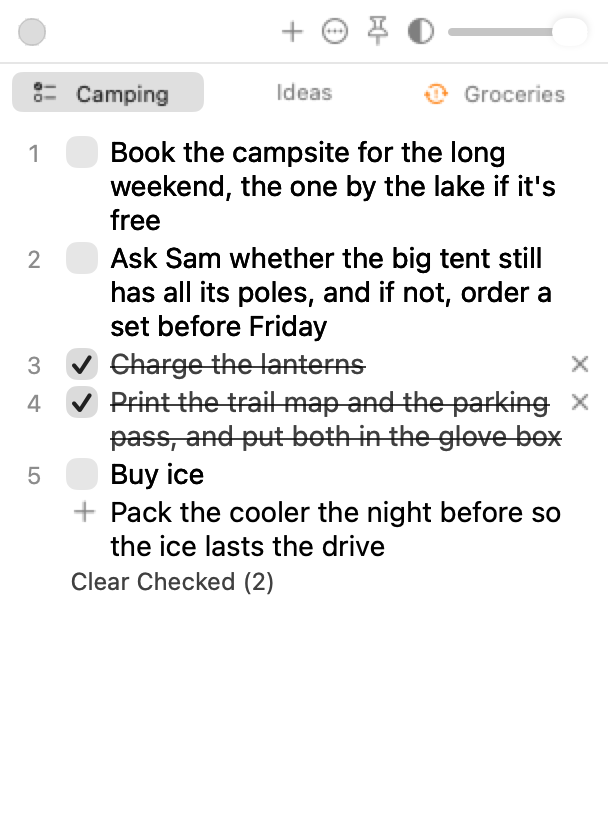 Camping
Ideas
Groceries
1 Book the campsite for the long
weekend, the one by the lake if it's
free
2 Ask Sam whether the big tent still
has all its poles, and if not, order a
set before Friday
3 Charge the lanterns
4 Print the trail map and the parking
pass, and put both in the glove box
5 Buy ice
Pack the cooler the night before so
the ice lasts the drive
Clear Checked (2)